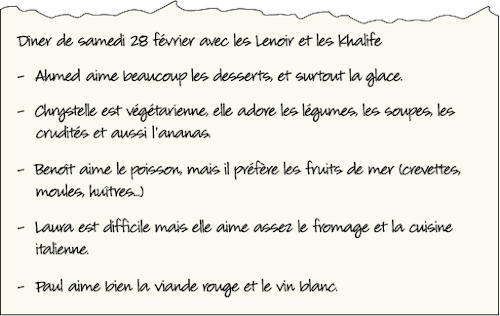 Dîner de samedi 28 février avec les Lenoir et les Khalife
- Ahmed aime beaucoup les desserts, et surtout la glace.
- Chrystelle est végétarienne, elle adore les légumes, les soupes, les
crudités et aussi l'ananas.
- Benoît aime le poisson, mais il préfère les fruits de mer (crevettes,
moules, huîtres...)
- Laura est difficile mais elle aime assez le fromage et la cuisine
italienne.
- Paul aime bien la viande rouge et le vin blanc.